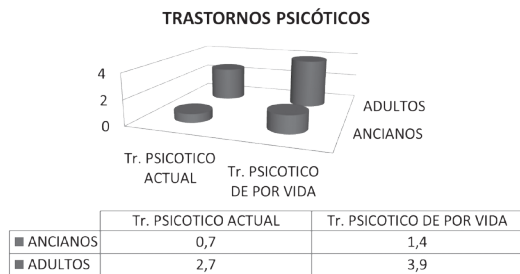 TRASTORNOS PSICÓTICOS
4
2
0
ADULTOS
ANCIANOS
Tr. PSICOTICO
ACTUAL
Tr. PSICOTICO
DE POR VIDA
Tr. PSICOTICO ACTUAL Tr. PSICOTICO DE POR VIDA
ANCIANOS 0,7 1,4
ADULTOS 2,7 3,9